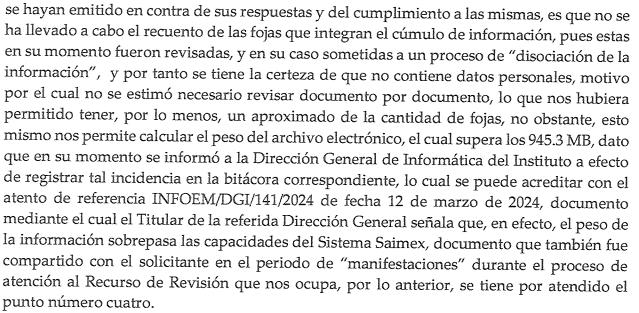 se hayan emitido en contra de sus respuestas y del cumplimiento a las mismas, es que no se
ha llevado a cabo el recuento de las fojas que integran el cúmulo de información, pues estas
en su momento fueron revisadas, y en su caso sometidas a un proceso de “disociación de la
información”, y por tanto se tiene la certeza de que no contiene datos personales, motivo
por el cual no se estimó necesario revisar documento por documento, lo que nos hubiera
permitido tener, por lo menos, un aproximado de la cantidad de fojas, no obstante, esto
mismo nos permite calcular el peso del archivo electrónico, el cual supera los 945.3 MB, dato
que en su momento se informó a la Dirección General de Informática del Instituto a efecto
de registrar tal incidencia en la bitácora correspondiente, lo cual se puede acreditar con el
atento de referencia INFOEM/DGI/141/2024 de fecha 12 de marzo de 2024, documento
mediante el cual el Titular de la referida Dirección General señala que, en efecto, el peso de
la información sobrepasa las capacidades del Sistema Saimex, documento que también fue
compartido con el solicitante en el periodo de “manifestaciones” durante el proceso de
atención al Recurso de Revisión que nos ocupa, por lo anterior, se tiene por atendido el
punto número cuatro.